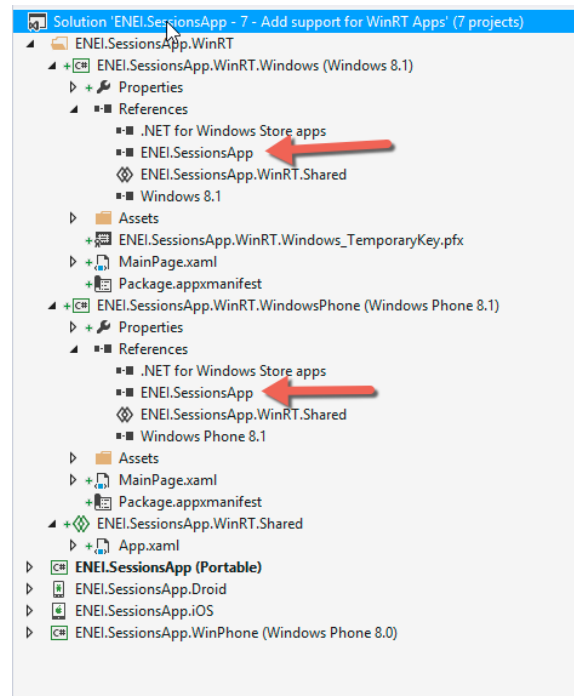 Solution 'ENEI.SessionsApp - 7 - Add support for WinRT Apps' (7 projects)
ENEI.SessionsApp.WinRT
C# ENEI.SessionsApp.WinRT.Windows (Windows 8.1)
Properties
References
.NET for Windows Store apps
ENEI.SessionsApp
ENEI.SessionsApp.WinRT.Shared
Windows 8.1
Assets
ENEI.SessionsApp.WinRT.Windows_TemporaryKey.pfx
MainPage.xaml
Package.appxmanifest
C# ENEI.SessionsApp.WinRT.WindowsPhone (Windows Phone 8.1)
Properties
References
.NET for Windows Store apps
ENEI.SessionsApp
ENEI.SessionsApp.WinRT.Shared
Windows Phone 8.1
Assets
MainPage.xaml
Package.appxmanifest
ENEI.SessionsApp.WinRT.Shared
App.xaml
C# ENEI.SessionsApp (Portable)
ENEI.SessionsApp.Droid
ENEI.SessionsApp.iOS
C# ENEI.SessionsApp.WinPhone (Windows Phone 8.0)